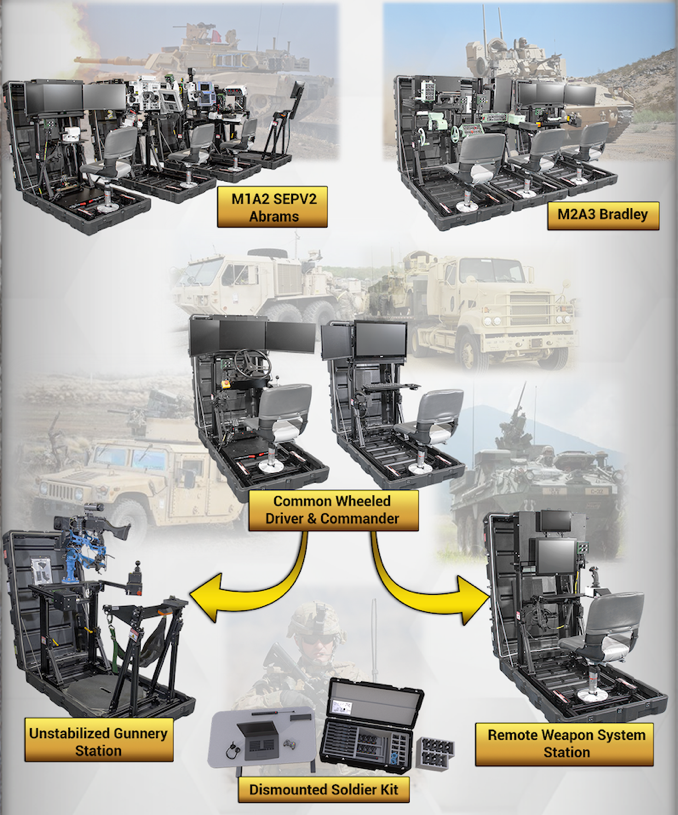 M1A2 SEPV2
Abrams
M2A3 Bradley
Common Wheeled
Driver & Commander
Unstabilized Gunnery
Station
Remote Weapon System
Station
Dismounted Soldier Kit